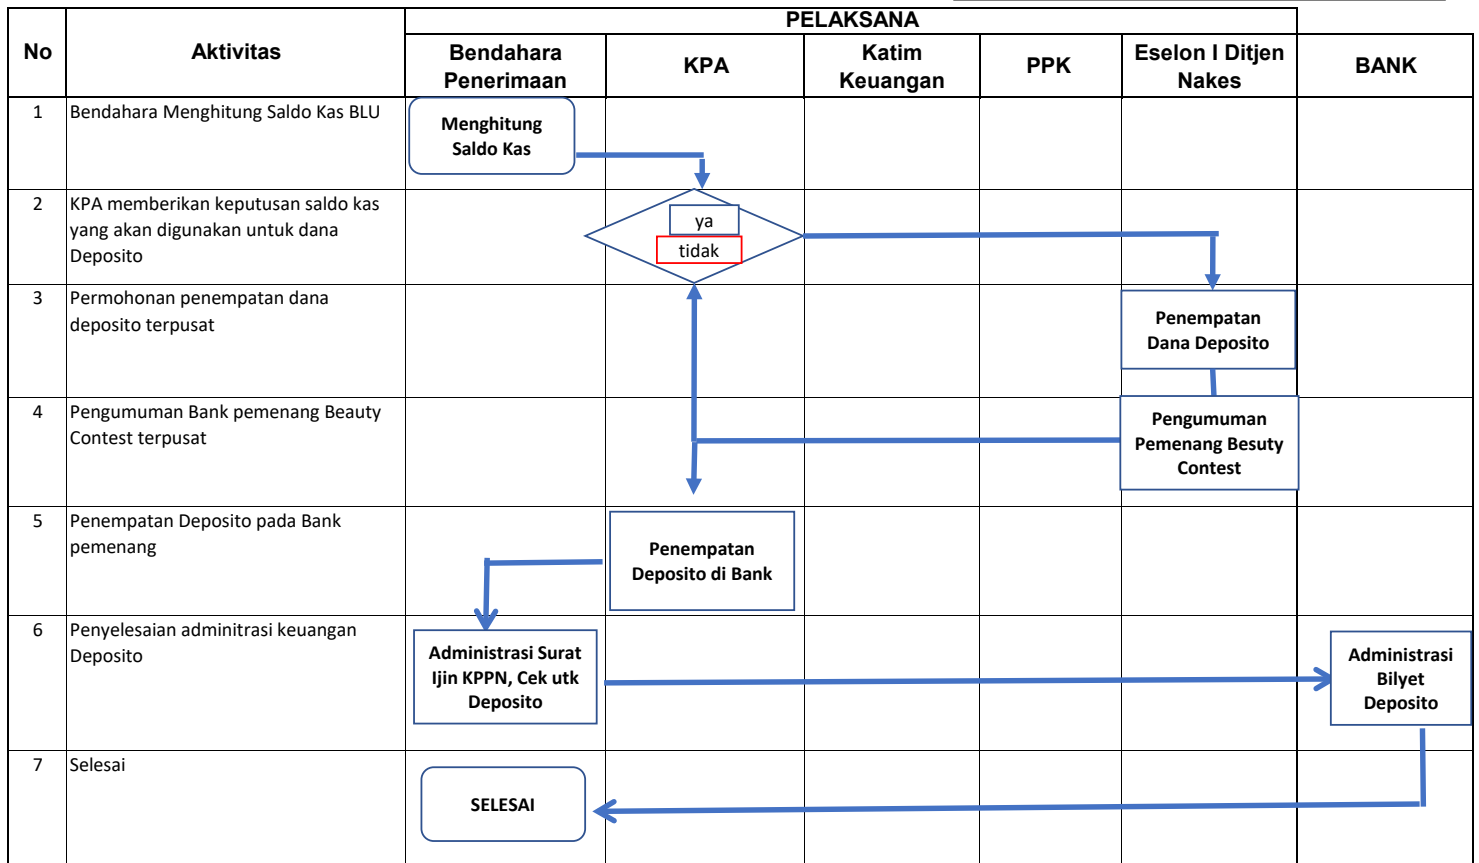 PELAKSANA
No
Aktivitas
Bendahara
Penerimaan
KPA
Katim
Keuangan
PPK
Eselon I Ditjen
Nakes
BANK
1
Bendahara Menghitung Saldo Kas BLU
Menghitung
Saldo Kas
2
KPA memberikan keputusan saldo kas
yang akan digunakan untuk dana
Deposito
ya
tidak
3
Permohonan penempatan dana
deposito terpusat
Penempatan
Dana Deposito
4
Pengumuman Bank pemenang Beauty
Contest terpusat
Pengumuman
Pemenang Besuty
Contest
5
Penempatan Deposito pada Bank
pemenang
Penempatan
Deposito di Bank
6
Penyelesaian adminitrasi keuangan
Deposito
Administrasi Surat
Ijin KPPN, Cek utk
Deposito
Administrasi
Bilyet
Deposito
7
Selesai
SELESAI